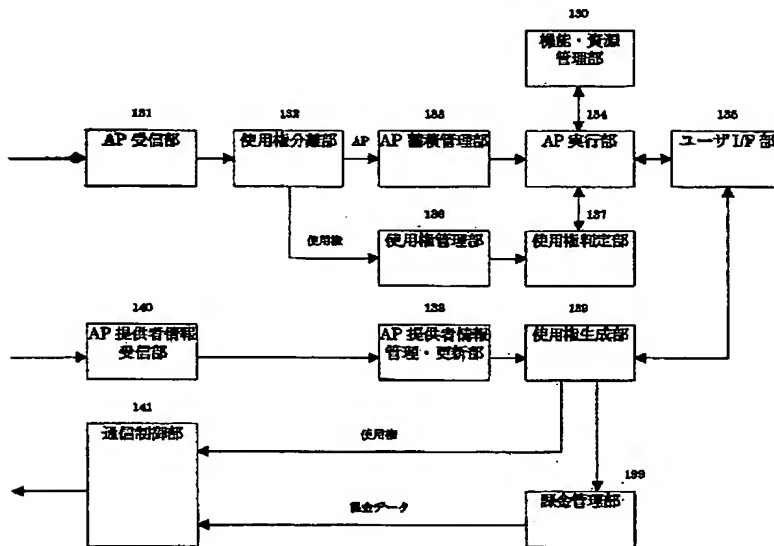 130
機能・資源
管理部
131
AP 受信部
132
使用権分離部
AP
133
AP 蓄積管理部
134
AP 実行部
135
ユーザ I/F 部
使用権
136
使用権管理部
137
使用権判定部
140
AP 提供者情報
受信部
138
AP 提供者情報
管理・更新部
139
使用権生成部
141
通信制御部
使用権
199
課金管理部
課金データ